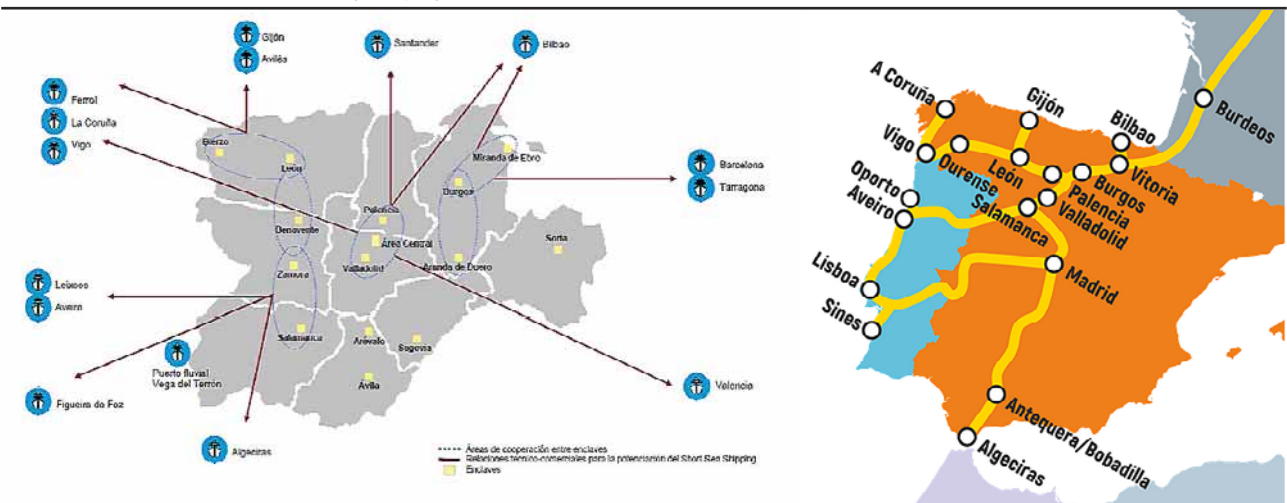 Gijón
Avilés
Santander
Bilbao
Ferrol
La Coruña
Vigo
Bierzo
León
Miranda de Ebro
Barcelona
Tarragona
Burgos
Palencia
Benavente
Área Central
Soria
Valladolid
Aranda de Duero
Zamora
Leixoes
Aveiro
Salamanca
Arévalo
Segovia
Puerto fluvial
Vega del Terrón
Ávila
Valencia
Figueira da Foz
Algeciras
Áreas de cooperación entre enclaves
Relaciones técnico-comerciales para la potenciación del Short Sea Shipping
Enclaves
A Coruña
Gijón
Bilbao
Burdeos
Vigo
Ourense
León
Palencia
Burgos
Vitoria
Oporto
Aveiro
Salamanca
Valladolid
Lisboa
Madrid
Sines
Antequera/Bobadilla
Algeciras